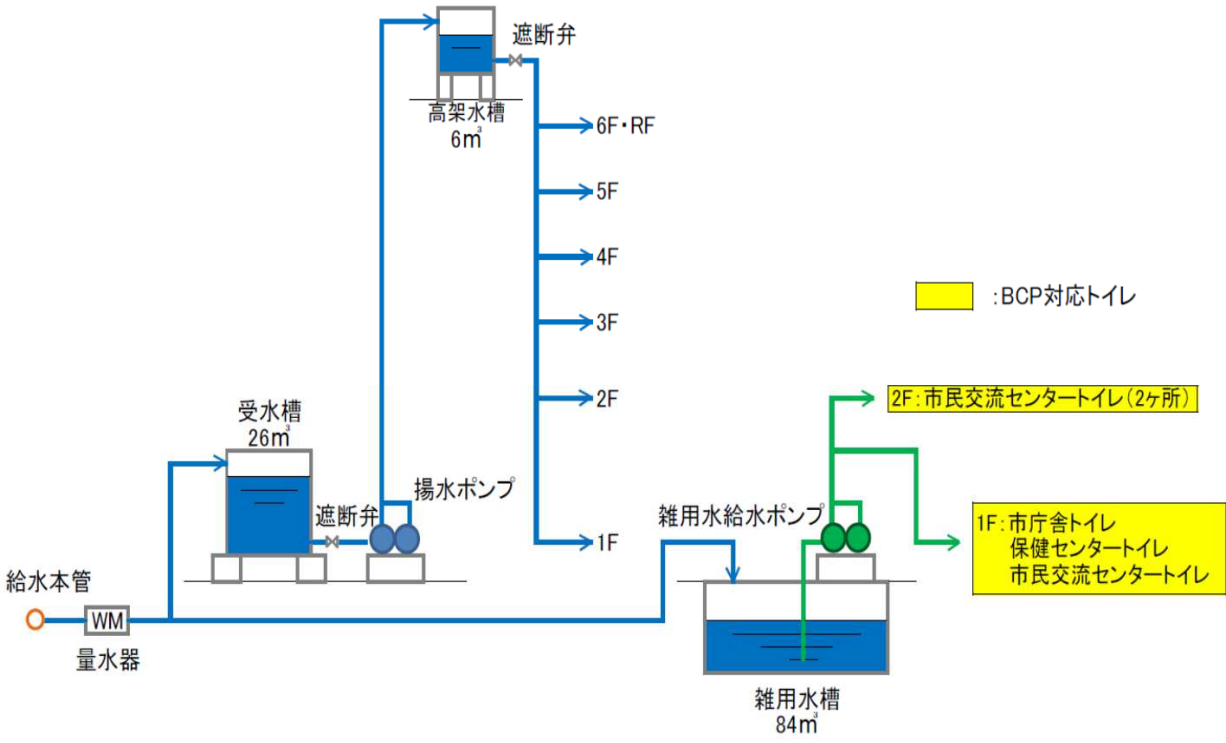 遮断弁
高架水槽
6㎥
6F・RF
5F
4F
3F
2F
1F
:BCP対応トイレ
受水槽
26㎥
遮断弁
揚水ポンプ
給水本管
WM
量水器
雑用水給水ポンプ
2F:市民交流センタートイレ(2ヶ所)
1F:市庁舎トイレ
保健センタートイレ
市民交流センタートイレ
雑用水槽
84㎥